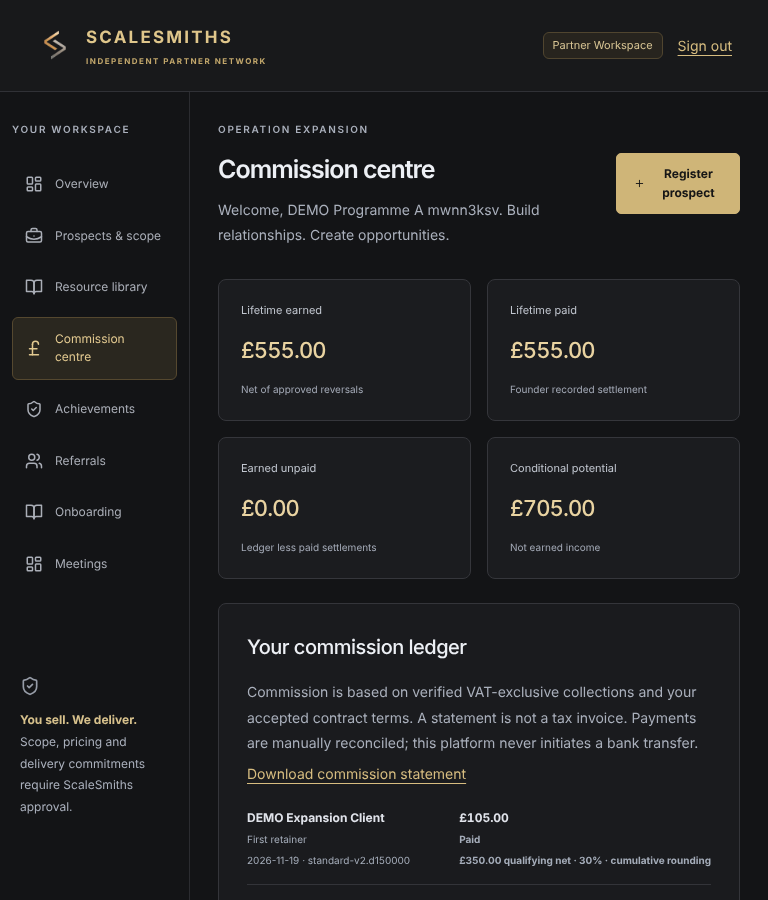 SCALESMITHS
INDEPENDENT PARTNER NETWORK
Partner Workspace
Sign out
YOUR WORKSPACE
Overview
Prospects & scope
Resource library
£
Commission
centre
Achievements
Referrals
Onboarding
Meetings
You sell. We deliver.
Scope, pricing and
delivery commitments
require ScaleSmiths
approval.
OPERATION EXPANSION
Commission centre
Welcome, DEMO Programme A mwnn3ksv. Build
relationships. Create opportunities.
+
Register
prospect
Lifetime earned
£555.00
Net of approved reversals
Lifetime paid
£555.00
Founder recorded settlement
Earned unpaid
£0.00
Ledger less paid settlements
Conditional potential
£705.00
Not earned income
Your commission ledger
Commission is based on verified VAT-exclusive collections and your
accepted contract terms. A statement is not a tax invoice. Payments
are manually reconciled; this platform never initiates a bank transfer.
Download commission statement
DEMO Expansion Client
First retainer
2026-11-19 · standard-v2.d150000
£105.00
Paid
£350.00 qualifying net · 30% · cumulative rounding